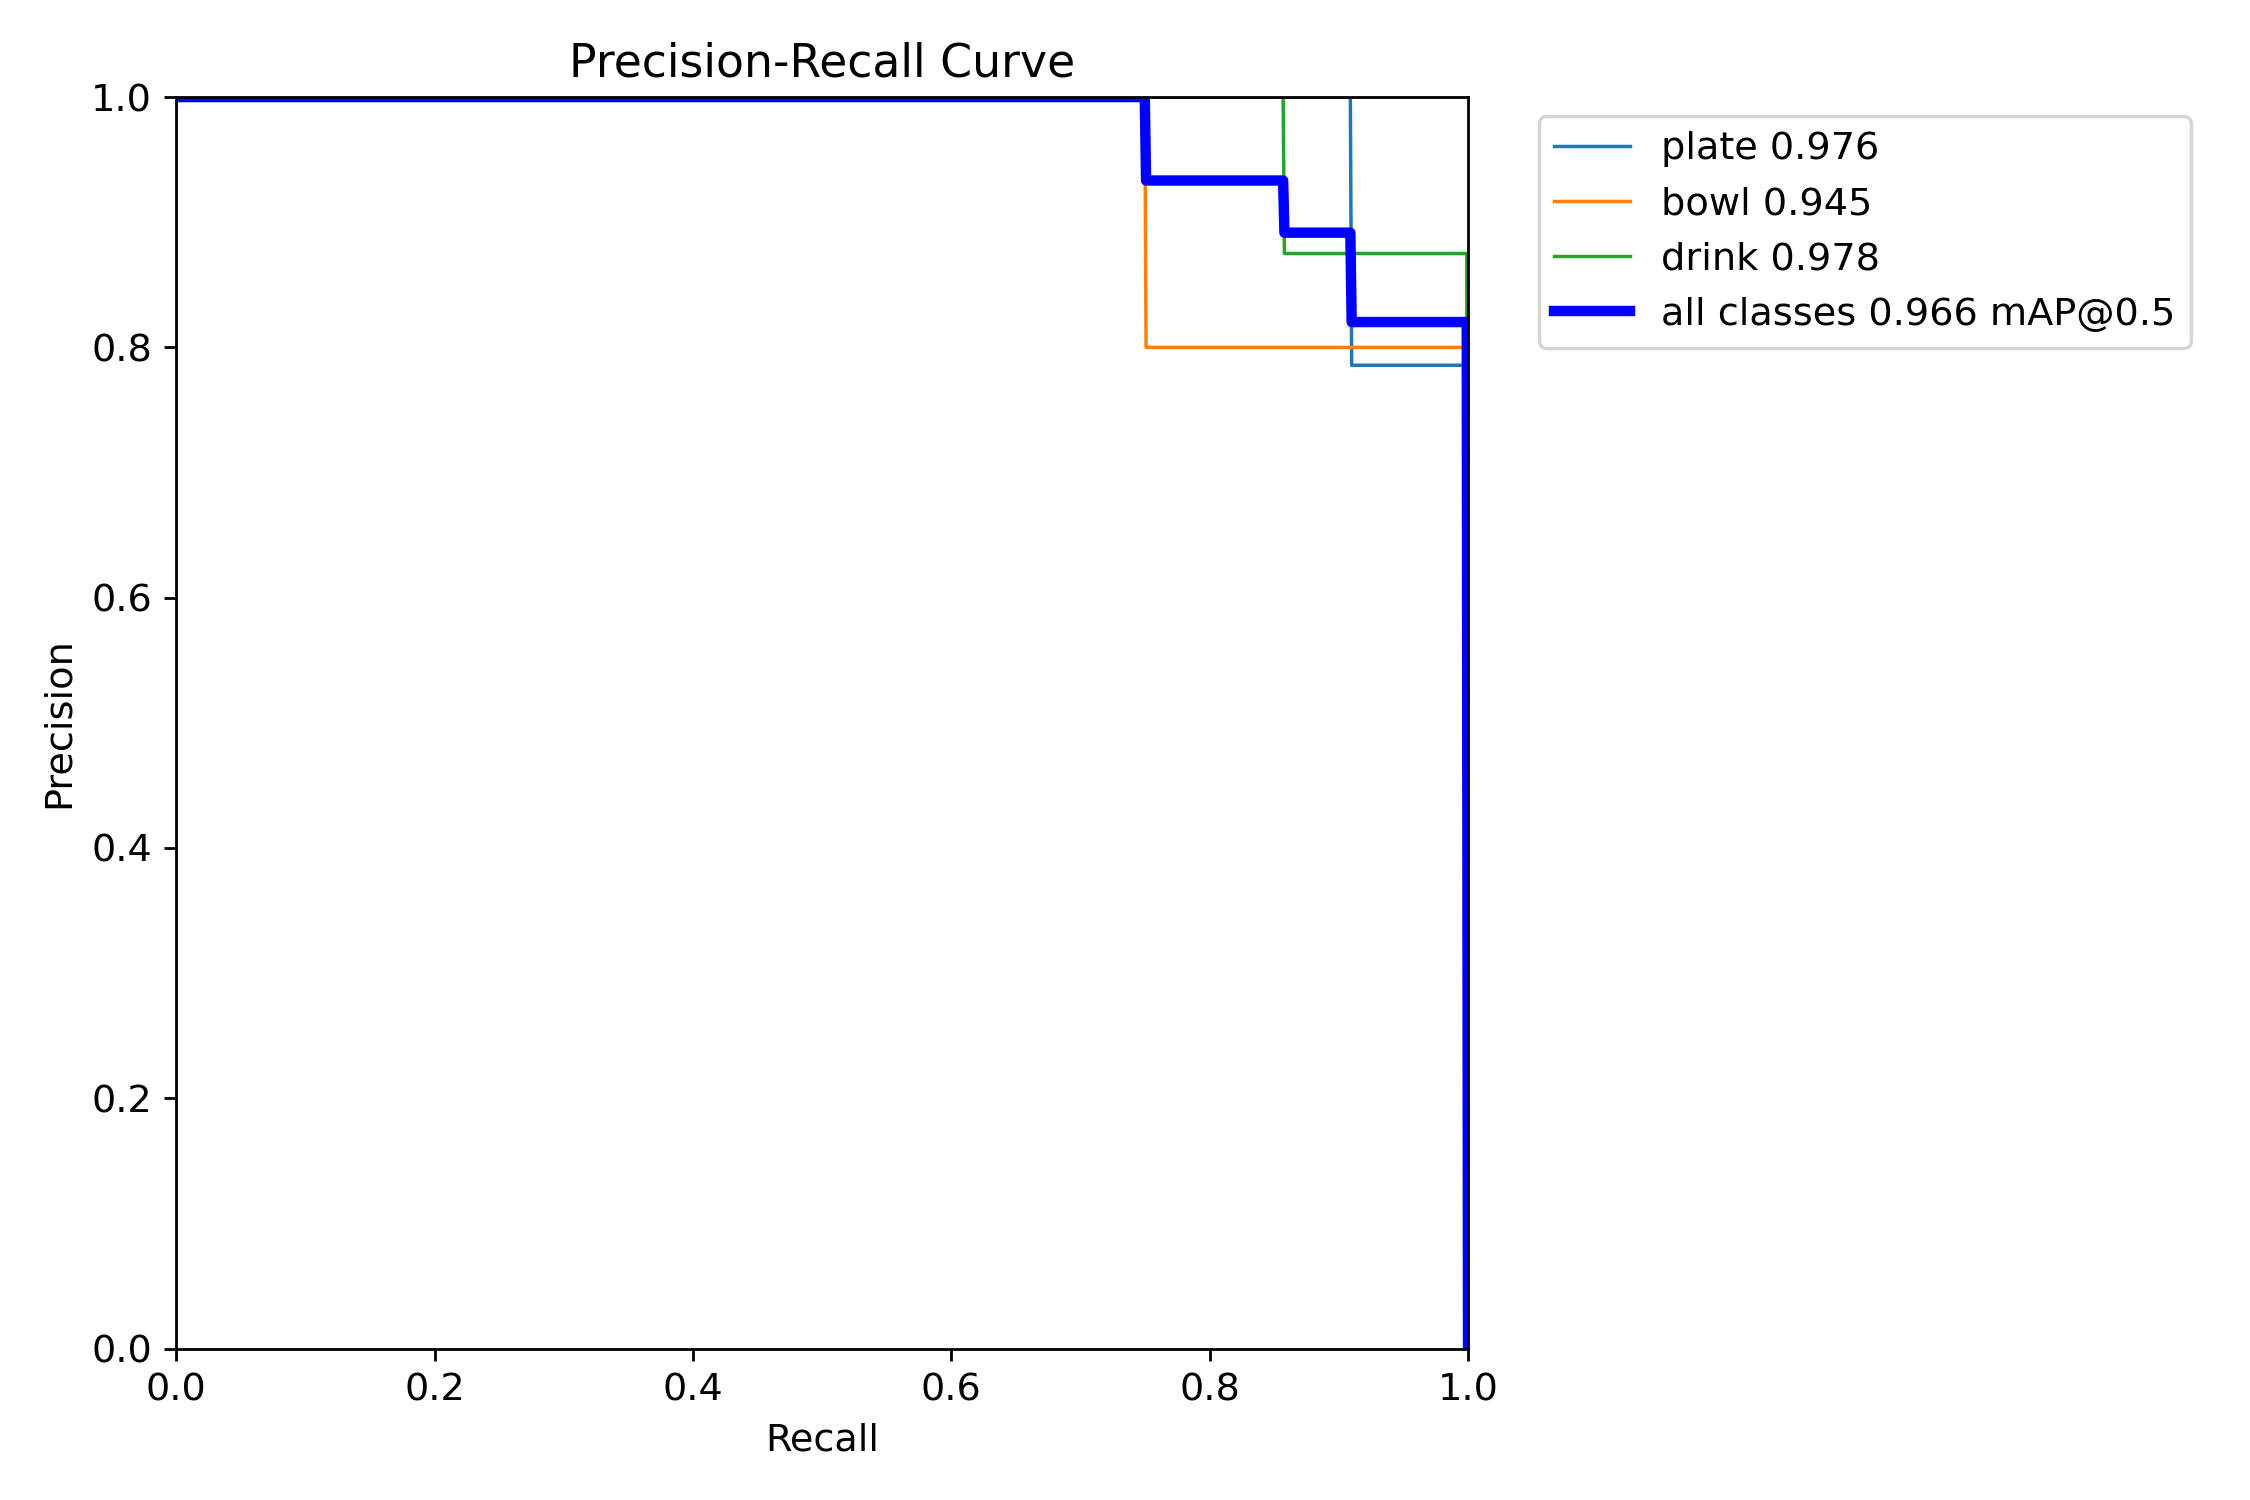 Precision-Recall Curve
1.0
0.8
0.6
0.4
0.2
0.0
Precision
0.0 0.2 0.4 0.6 0.8 1.0
Recall
plate 0.976
bowl 0.945
drink 0.978
all classes 0.966 mAP@0.5